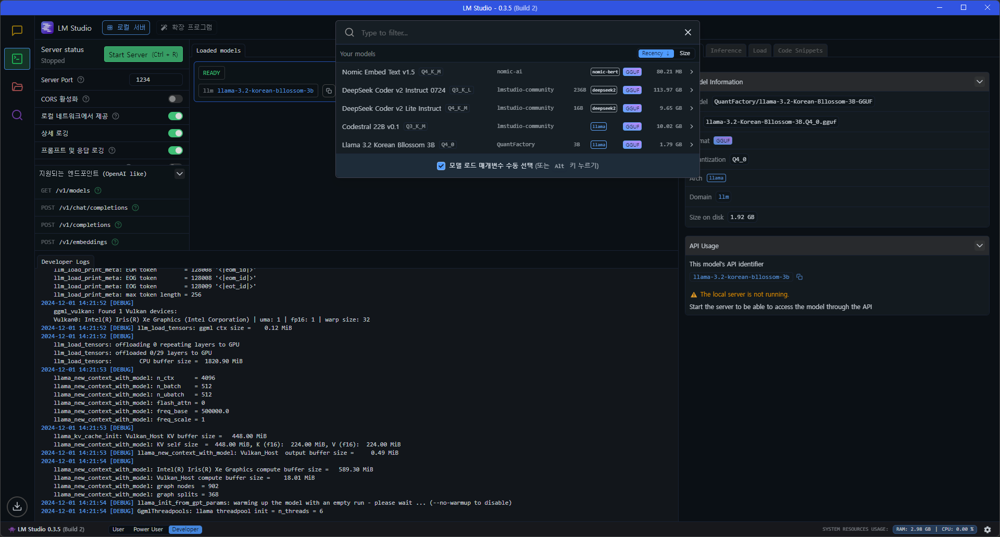 LM Studio - 0.3.5 (Build 2)
LM Studio 로컬 서버 확장 프로그램
Server status
Stopped
Start Server (Ctrl + R)
Server Port 1234
CORS 활성화
로컬 네트워크에서 제공
상세 로깅
프롬프트 및 응답 로깅
지원되는 엔드포인트 (OpenAI like)
GET /v1/models
POST /v1/chat/completions
POST /v1/completions
POST /v1/embeddings
Loaded models
READY
llm llama-3.2-korean-bllossom-3b
Type to filter...
Your models Recency ↓ Size
Nomic Embed Text v1.5 Q4_K_M nomic-ai nomic-bert GGUF 80.21 MB
DeepSeek Coder v2 Instruct 0724 Q3_K_L lmstudio-community 236B deepseek2 GGUF 113.97 GB
DeepSeek Coder v2 Lite Instruct Q4_K_M lmstudio-community 16B deepseek2 GGUF 9.65 GB
Codestral 22B v0.1 Q3_K_M lmstudio-community llama GGUF 10.02 GB
Llama 3.2 Korean Bllossom 3B Q4_0 QuantFactory 3B llama GGUF 1.79 GB
모델 로드 매개변수 수동 선택 (또는 Alt 키 누르기)
Inference Load Code Snippets
del Information
del QuantFactory/llama-3.2-Korean-Bllossom-3B-GGUF
llama-3.2-Korean-Bllossom-3B.Q4_0.gguf
mat GGUF
ntization Q4_0
Arch llama
Domain llm
Size on disk 1.92 GB
API Usage
This model's API identifier
llama-3.2-korean-bllossom-3b
The local server is not running.
Start the server to be able to access the model through the API
Developer Logs
llm_load_print_meta: EOM token = 128008 '<|eom_id|>'
llm_load_print_meta: EOG token = 128008 '<|eom_id|>'
llm_load_print_meta: EOG token = 128009 '<|eot_id|>'
llm_load_print_meta: max token length = 256
2024-12-01 14:21:52 [DEBUG]
ggml_vulkan: Found 1 Vulkan devices:
Vulkan0: Intel(R) Iris(R) Xe Graphics (Intel Corporation) | uma: 1 | fp16: 1 | warp size: 32
2024-12-01 14:21:52 [DEBUG] llm_load_tensors: ggml ctx size = 0.12 MiB
2024-12-01 14:21:52 [DEBUG]
llm_load_tensors: offloading 0 repeating layers to GPU
llm_load_tensors: offloaded 0/29 layers to GPU
llm_load_tensors: CPU buffer size = 1820.90 MiB
2024-12-01 14:21:53 [DEBUG]
llama_new_context_with_model: n_ctx = 4096
llama_new_context_with_model: n_batch = 512
llama_new_context_with_model: n_ubatch = 512
llama_new_context_with_model: flash_attn = 0
llama_new_context_with_model: freq_base = 500000.0
llama_new_context_with_model: freq_scale = 1
2024-12-01 14:21:53 [DEBUG]
llama_kv_cache_init: Vulkan_Host KV buffer size = 448.00 MiB
llama_new_context_with_model: KV self size = 448.00 MiB, K (f16): 224.00 MiB, V (f16): 224.00 MiB
2024-12-01 14:21:53 [DEBUG] llama_new_context_with_model: Vulkan_Host output buffer size = 0.49 MiB
2024-12-01 14:21:54 [DEBUG]
llama_new_context_with_model: Intel(R) Iris(R) Xe Graphics compute buffer size = 589.30 MiB
llama_new_context_with_model: Vulkan_Host compute buffer size = 18.01 MiB
llama_new_context_with_model: graph nodes = 902
llama_new_context_with_model: graph splits = 368
2024-12-01 14:21:54 [DEBUG] llama_init_from_gpt_params: warming up the model with an empty run - please wait ... (--no-warmup to disable)
2024-12-01 14:21:54 [DEBUG] GgmlThreadpools: llama threadpool init = n_threads = 6
LM Studio 0.3.5 (Build 2) User Power User Developer SYSTEM RESOURCES USAGE: RAM: 2.98 GB | CPU: 0.00 %